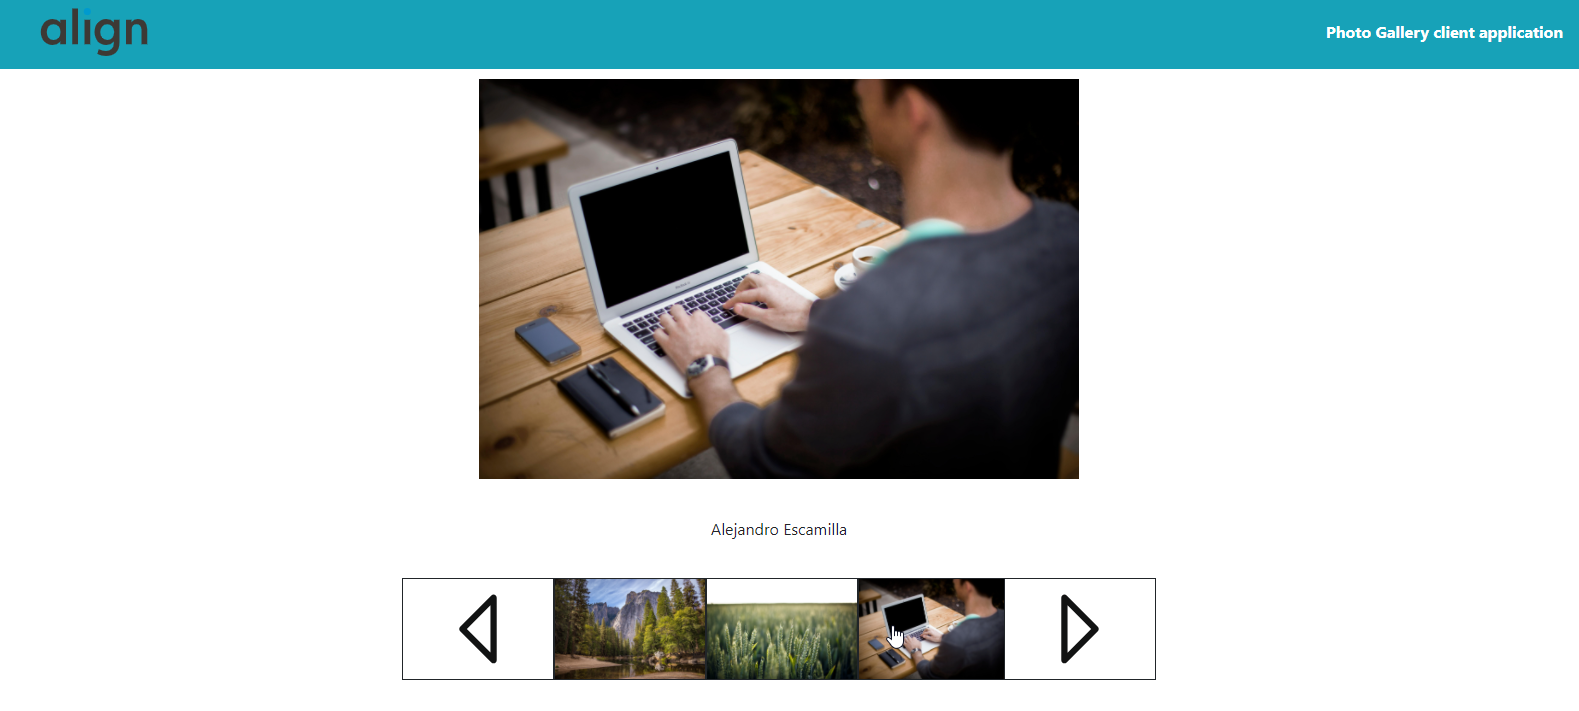 align
Photo Gallery client application
Alejandro Escamilla